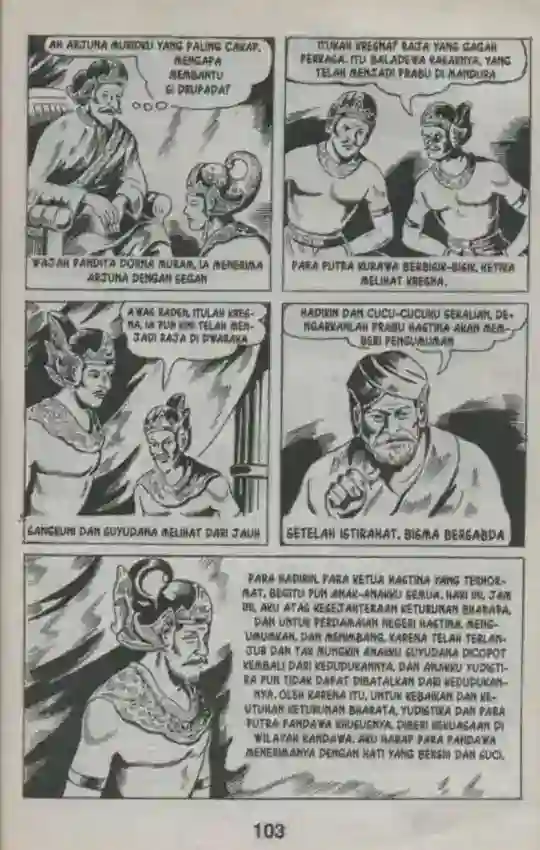 AH ARJUNA MURIDKU YANG PALING CAKAP.
MENGAPA
MEMBANTU
SI DRUPADA?
WAJAH PANDITA DORNA MURAM, IA MENERIMA
ARJUNA DENGAN SEGAN
ITUKAH KRESNA? RAJA YANG GAGAH
PERKASA. ITU BALADEWA KAKAKNYA, YANG
TELAH MENJADI PRABU DI MANDURA
PARA PUTRA KURAWA BERBISIK-BISIK, KETIKA
MELIHAT KRESNA.
AWAS RADEN, ITULAH KRES-
NA, IA PUN KINI TELAH MEN-
JADI RAJA DI DWARAKA
SANGKUNI DAN SUYUDANA MELIHAT DARI JAUH
HADIRIN DAN CUCU-CUCUKU SEKALIAN, DE-
NGARKANLAH PRABU HASTINA AKAN MEM-
BERI PENGUMUMAN
SETELAH ISTIRAHAT, BISMA BERSABDA
PARA HADIRIN, PARA KETUA HASTINA YANG TERHOR-
MAT, BEGITU PUN ANAK-ANAKKU SEMUA. HARI INI, JAM
INI, AKU ATAS KESEJAHTERAAN KETURUNAN BHARATA,
DAN UNTUK PERDAMAIAN NEGERI HASTINA, MENG-
UMUMKAN, DAN MENIMBANG, KARENA TELAH TERLAN-
JUR DAN TAK MUNGKIN ANAKKU SUYUDANA DICOPOT
KEMBALI DARI KEDUDUKANNYA, DAN ANAKKU YUDISTI-
RA PUN TIDAK DAPAT DIBATALKAN DARI KEDUDUKAN-
NYA. OLEH KARENA ITU, UNTUK KEBAIKAN DAN KE-
UTUHAN KETURUNAN BHARATA, YUDISTIRA DAN PARA
PUTRA PANDAWA KHUSUSNYA, DIBERI KEKUASAAN DI
WILAYAH KANDAWA. AKU HARAP PARA PANDAWA
MENERIMANYA DENGAN HATI YANG BERSIH DAN SUCI.
103